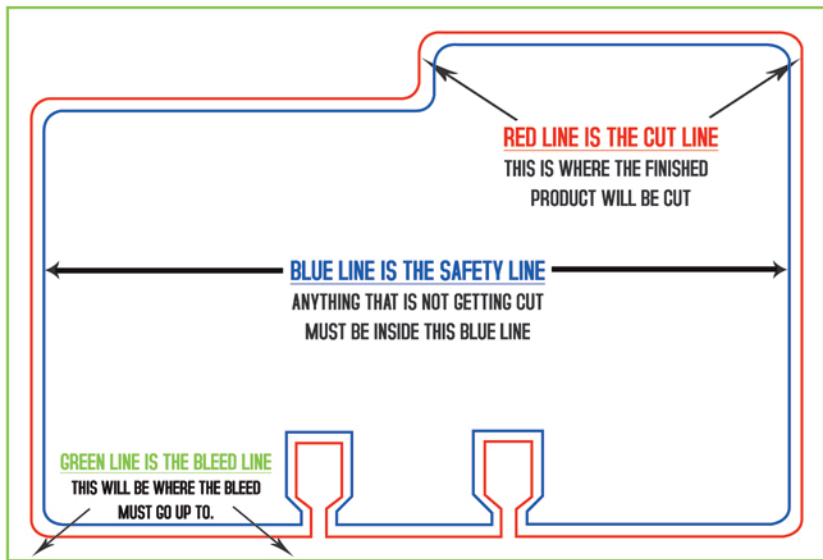 RED LINE IS THE CUT LINE
THIS IS WHERE THE FINISHED
PRODUCT WILL BE CUT
BLUE LINE IS THE SAFETY LINE
ANYTHING THAT IS NOT GETTING CUT
MUST BE INSIDE THIS BLUE LINE
GREEN LINE IS THE BLEED LINE
THIS WILL BE WHERE THE BLEED
MUST GO UP TO.